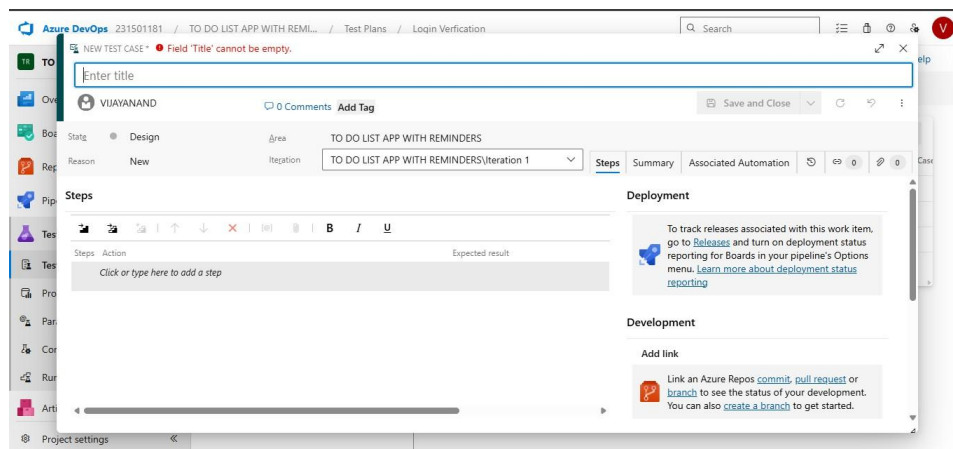 Azure DevOps 231501181 / TO DO LIST APP WITH REMI... / Test Plans / Login Verfication
Search
V
NEW TEST CASE * Field 'Title' cannot be empty.
TR TO
elp
Enter title
Ove
VIJAYANAND
0 Comments Add Tag
Save and Close
Boa
State Design
Area TO DO LIST APP WITH REMINDERS
Reason New
Iteration TO DO LIST APP WITH REMINDERS\Iteration 1
Steps Summary Associated Automation 0 0
Case
Rep
Pip
Steps
Deployment
Tes
B I U
Steps Action Expected result
Click or type here to add a step
To track releases associated with this work item,
go to Releases and turn on deployment status
reporting for Boards in your pipeline's Options
menu. Learn more about deployment status
reporting
Tes
Pro
Par
Cor
Rur
Arti
Development
Add link
Link an Azure Repos commit, pull request or
branch to see the status of your development.
You can also create a branch to get started.
Project settings